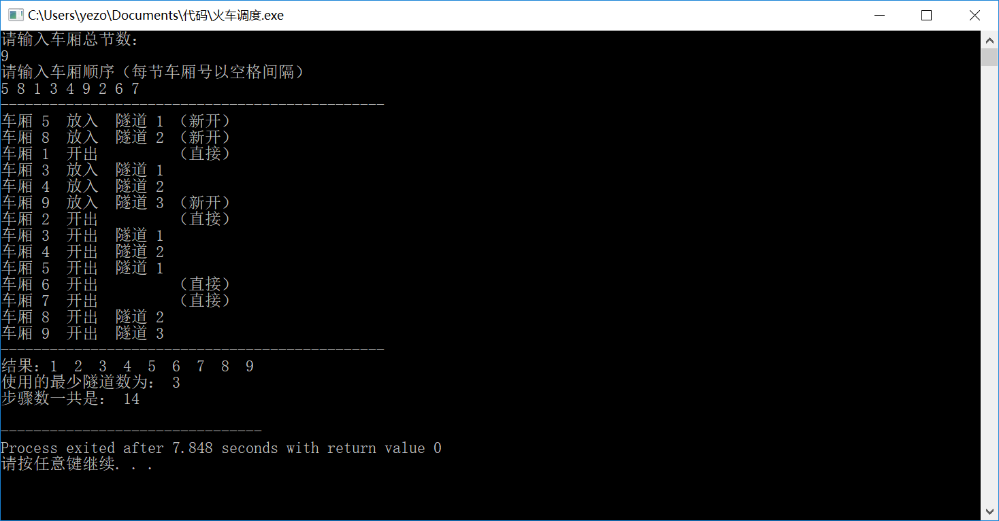 C:\Users\yezo\Documents\代码\火车调度.exe
请输入车厢总节数:
9
请输入车厢顺序（每节车厢号以空格间隔）
5 8 1 3 4 9 2 6 7
-----------------------------------------------
车厢 5  放入  隧道 1 （新开）
车厢 8  放入  隧道 2 （新开）
车厢 1  开出          （直接）
车厢 3  放入  隧道 1
车厢 4  放入  隧道 2
车厢 9  放入  隧道 3 （新开）
车厢 2  开出          （直接）
车厢 3  开出  隧道 1
车厢 4  开出  隧道 2
车厢 5  开出  隧道 1
车厢 6  开出          （直接）
车厢 7  开出          （直接）
车厢 8  开出  隧道 2
车厢 9  开出  隧道 3
-----------------------------------------------
结果: 1  2  3  4  5  6  7  8  9
使用的最少隧道数为:  3
步骤数一共是:  14
--------------------------------
Process exited after 7.848 seconds with return value 0
请按任意键继续. . .